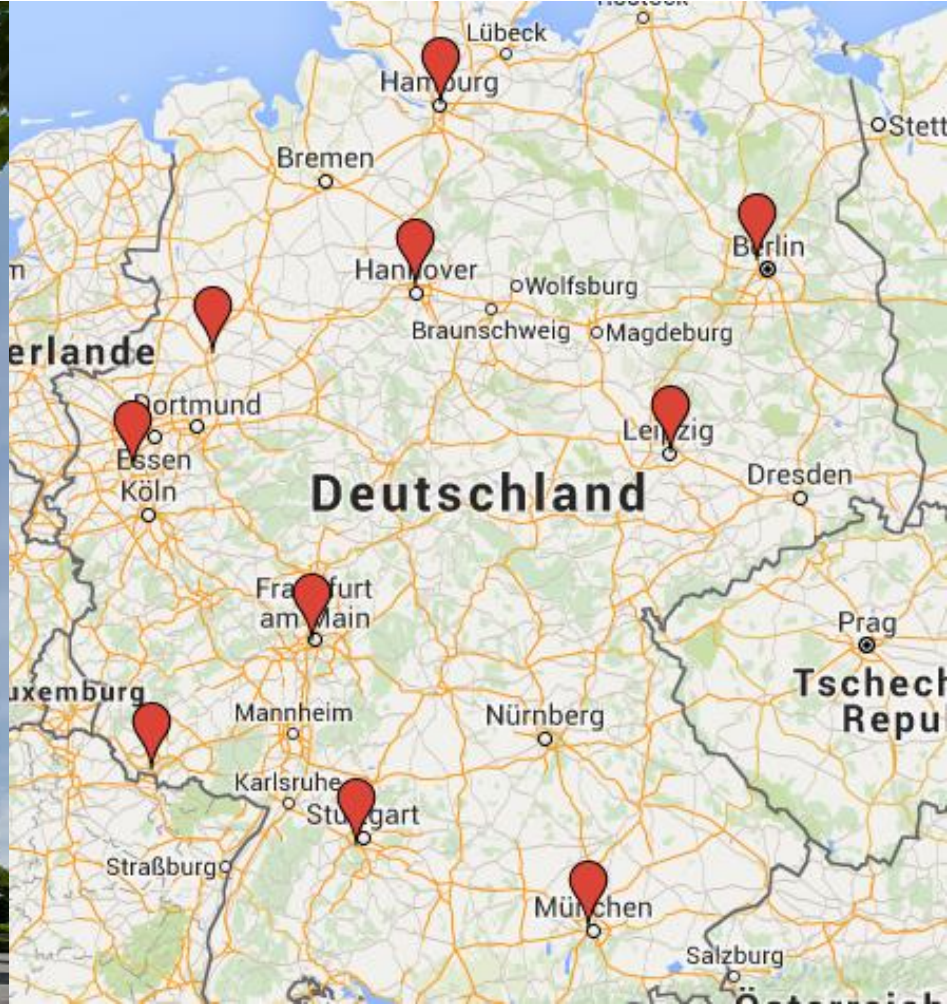 Lübeck
Hamburg
Stett
Bremen
Berlin
Hannover
Wolfsburg
Braunschweig
Magdeburg
erlande
Dortmund
Leipzig
Essen
Dresden
Köln
Deutschland
Frankfurt
am Main
Prag
uxemburg
Tschech
Repu
Mannheim
Nürnberg
Karlsruhe
Stuttgart
Straßburg
München
Salzburg